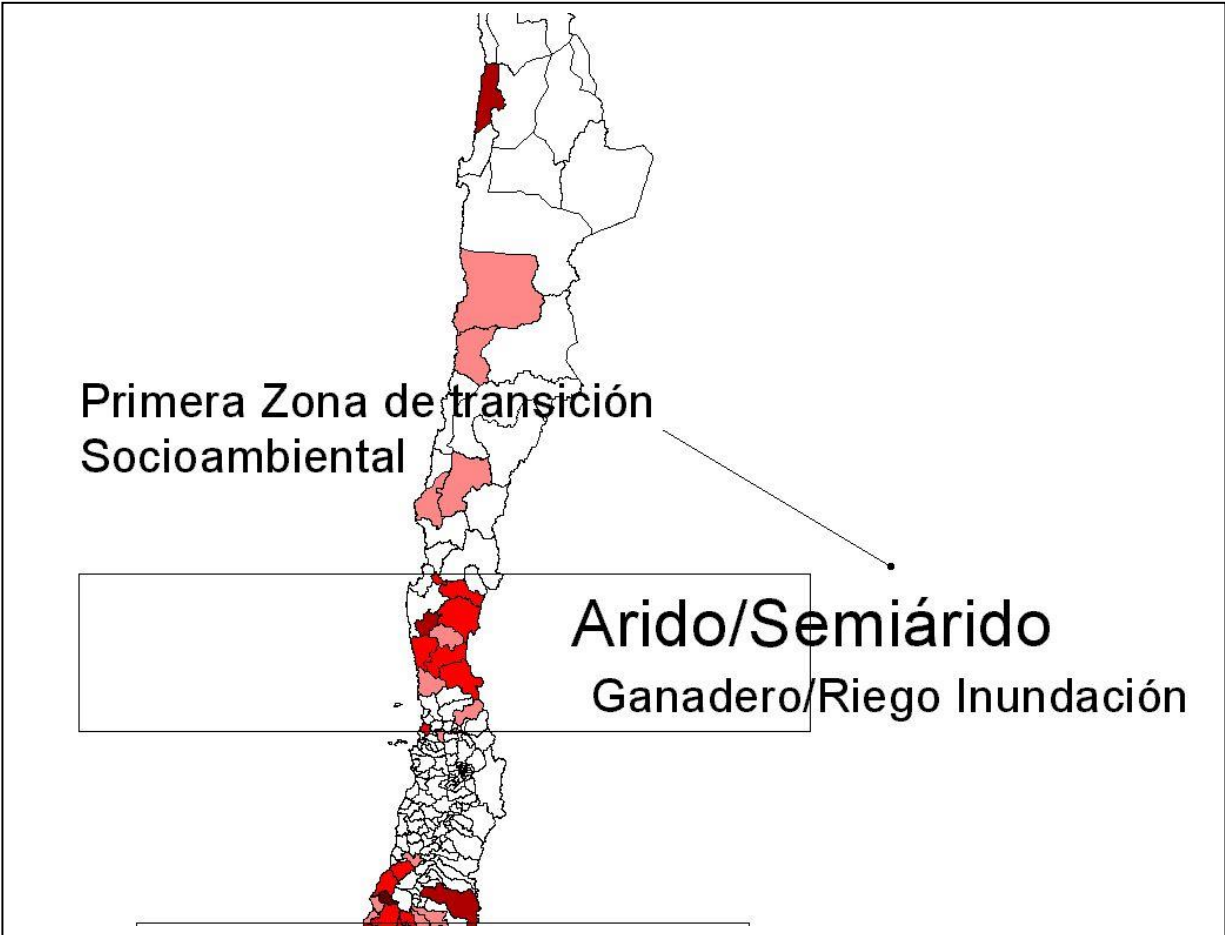 Primera Zona de transición
Socioambiental
Arido/Semiárido
Ganadero/Riego Inundación